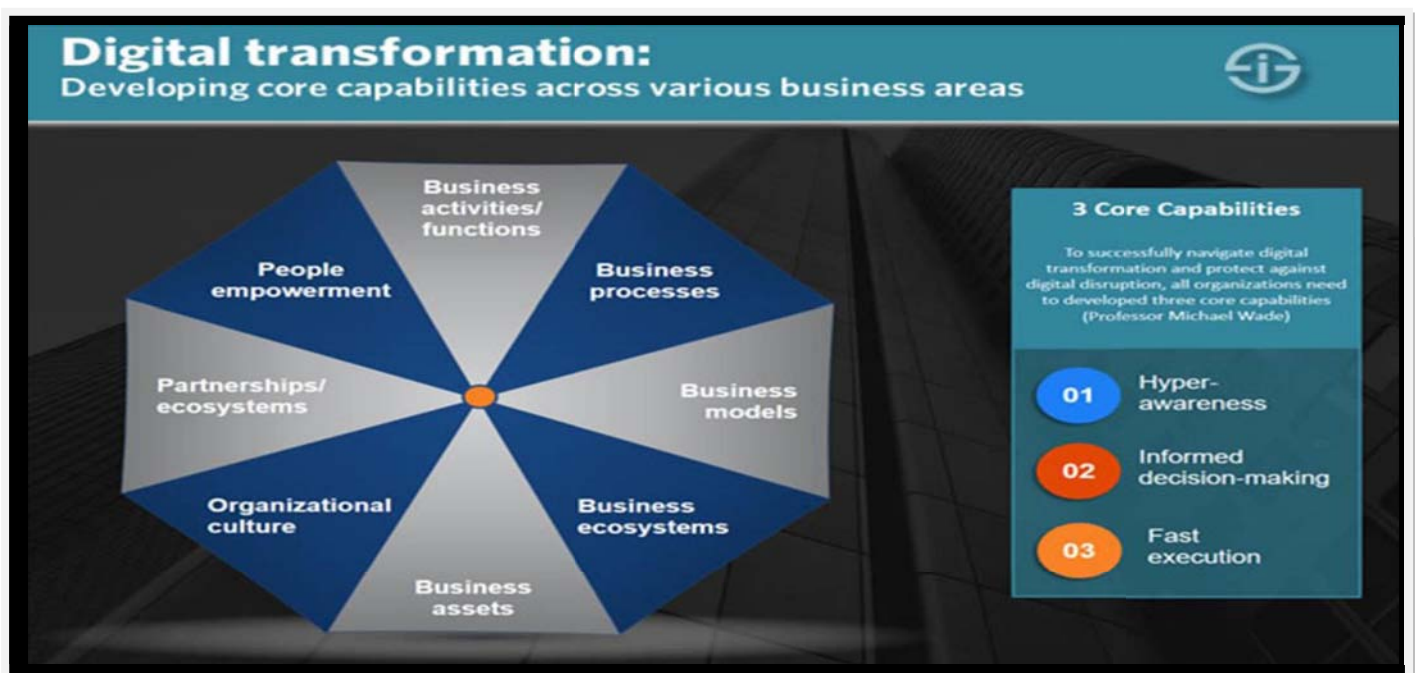 Digital transformation:
Developing core capabilities across various business areas
Business
activities/
functions
Business
processes
Business
models
Business
ecosystems
Business
assets
Organizational
culture
Partnerships/
ecosystems
People
empowerment
3 Core Capabilities
To successfully navigate digital
transformation and protect against
digital disruption, all organizations need
to developed three core capabilities
(Professor Michael Wade)
01
Hyper-
awareness
02
Informed
decision-making
03
Fast
execution